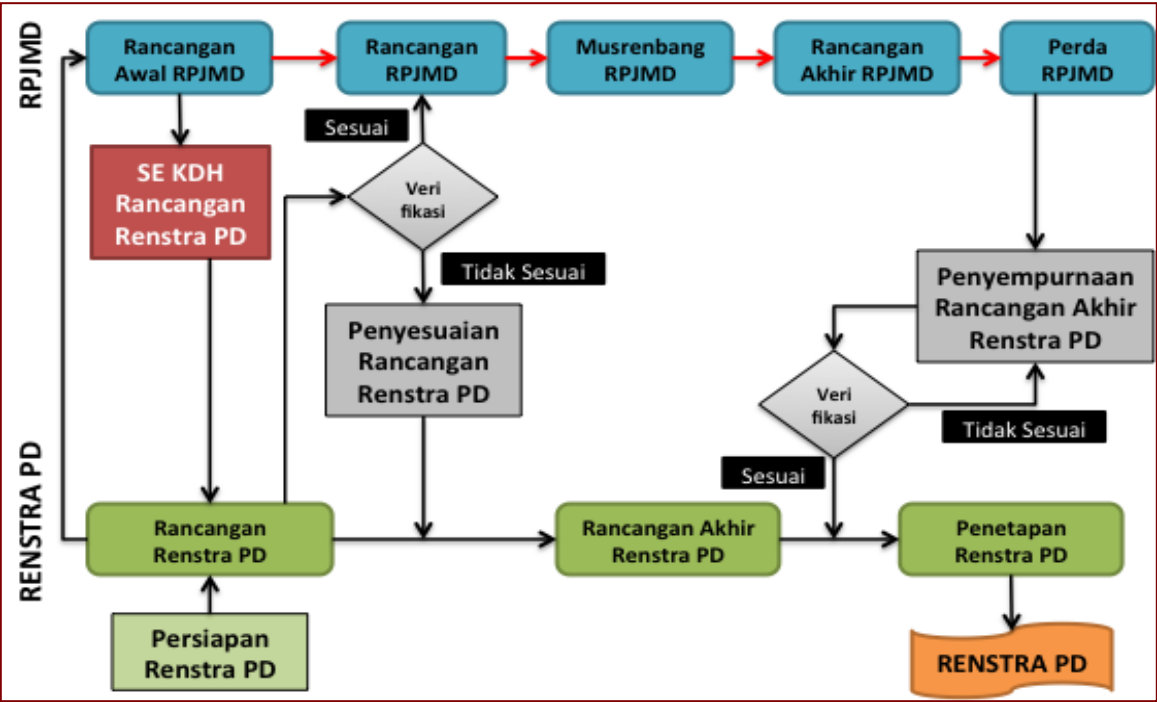 RPJMD
Rancangan
Awal RPJMD
Rancangan
RPJMD
Musrenbang
RPJMD
Rancangan
Akhir RPJMD
Perda
RPJMD
Sesuai
SE KDH
Rancangan
Renstra PD
Veri
fikasi
Tidak Sesuai
Penyesuaian
Rancangan
Renstra PD
Penyempurnaan
Rancangan Akhir
Renstra PD
Veri
fikasi
Tidak Sesuai
Sesuai
RENSTRA PD
Rancangan
Renstra PD
Rancangan Akhir
Renstra PD
Penetapan
Renstra PD
Persiapan
Renstra PD
RENSTRA PD